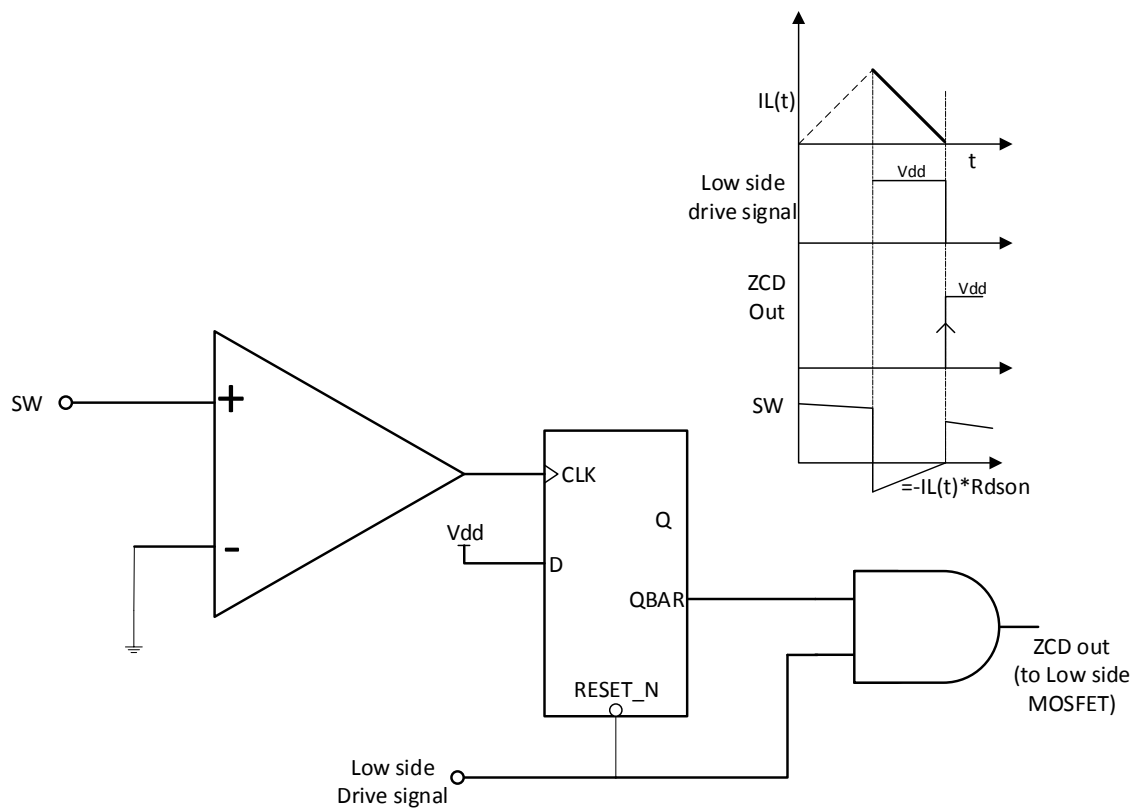 IL(t)
t
Low side
drive signal
Vdd
ZCD
Out
Vdd
SW
=-IL(t)*Rdson
SW
+
-
CLK
Q
Vdd
D
QBAR
RESET_N
ZCD out
(to Low side
MOSFET)
Low side
Drive signal